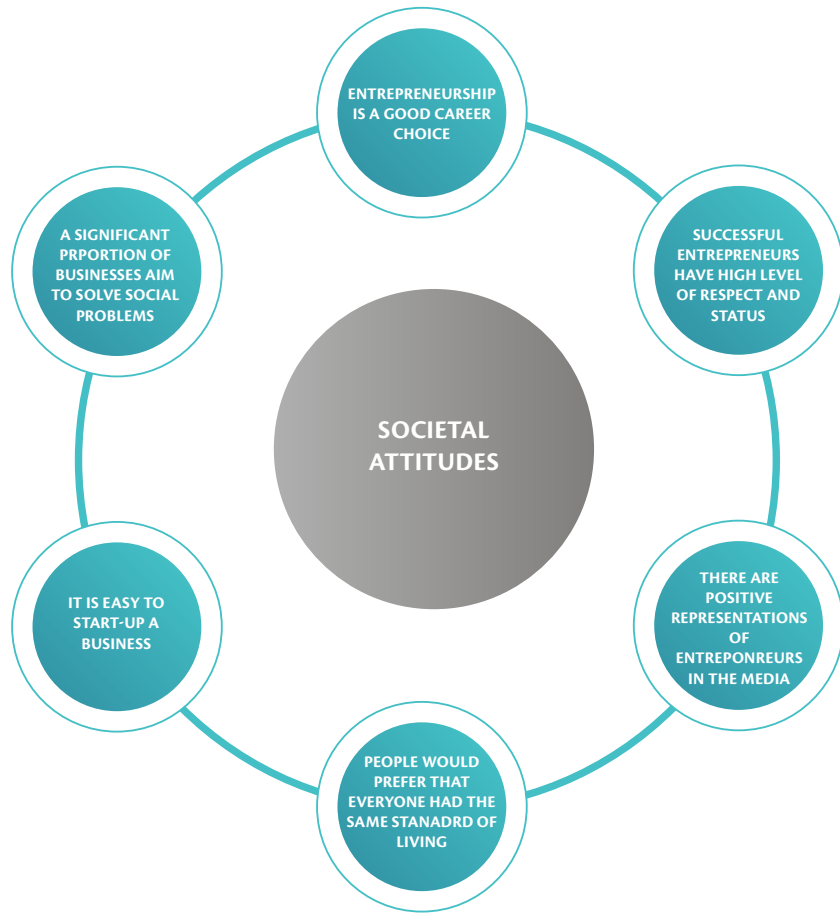 ENTREPRENEURSHIP
IS A GOOD CAREER
CHOICE
A SIGNIFICANT
PRPORTION OF
BUSINESSES AIM
TO SOLVE SOCIAL
PROBLEMS
SUCCESSFUL
ENTREPRENEURS
HAVE HIGH LEVEL
OF RESPECT AND
STATUS
SOCIETAL
ATTITUDES
IT IS EASY TO
START-UP A
BUSINESS
THERE ARE
POSITIVE
REPRESENTATIONS
OF
ENTREPONREURS
IN THE MEDIA
PEOPLE WOULD
PREFER THAT
EVERYONE HAD THE
SAME STANADRD OF
LIVING